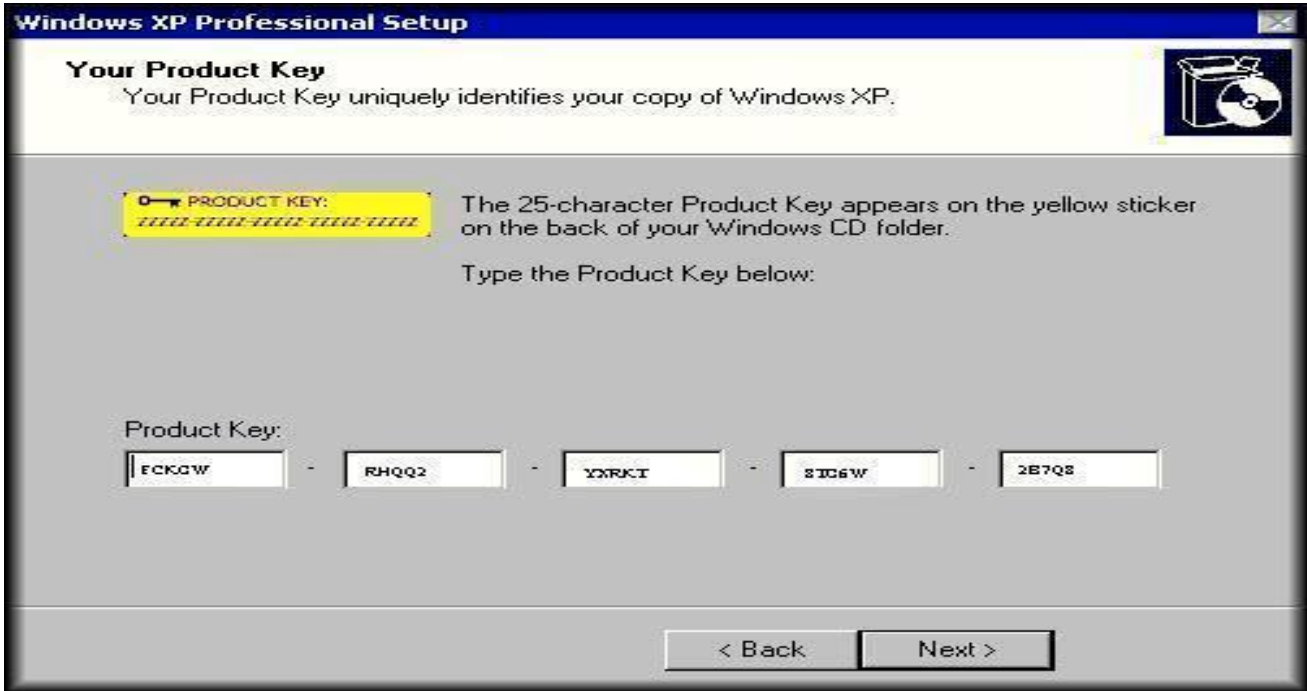 Windows XP Professional Setup
Your Product Key
Your Product Key uniquely identifies your copy of Windows XP.
PRODUCT KEY:
The 25-character Product Key appears on the yellow sticker
on the back of your Windows CD folder.
Type the Product Key below:
Product Key:
FCKGW - RHQQ2 - YXRKT - 8TG6W - 2B7Q8
< Back Next >